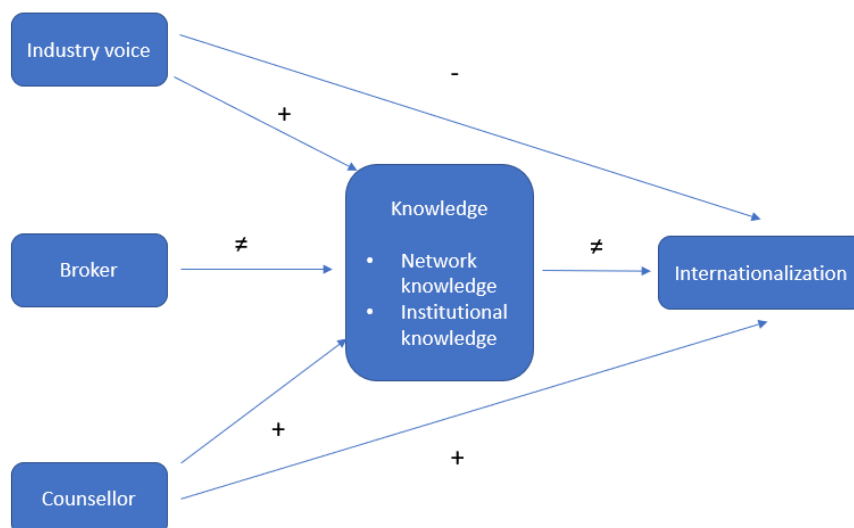 Industry voice
-
+
Knowledge
Broker
≠
• Network
knowledge
• Institutional
knowledge
≠
Internationalization
+
+
Counsellor